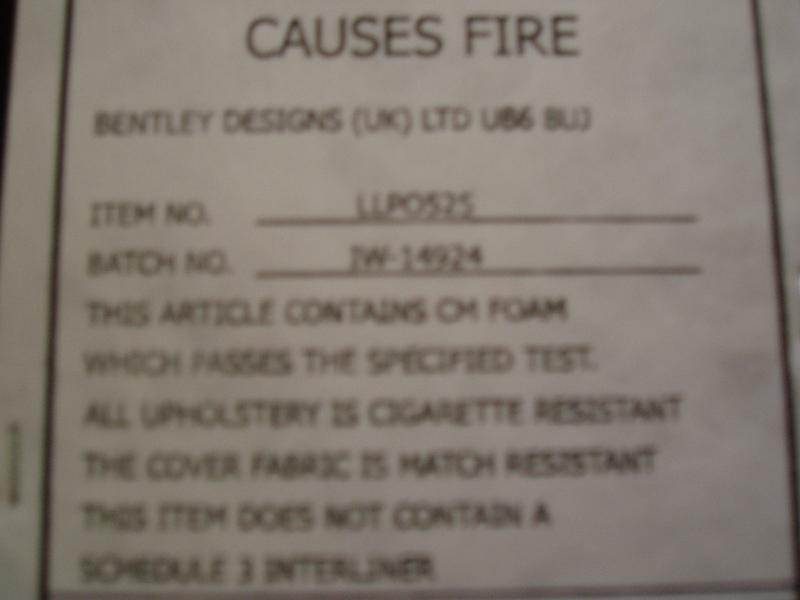 CAUSES FIRE
BENTLEY DESIGNS (UK) LTD UB6
ITEM NO. LLPO525
BATCH NO. IW-14924
THIS ARTICLE CONTAINS CM FOAM
WHICH PASSES THE SPECIFIED TEST.
ALL UPHOLSTERY IS CIGARETTE RESISTANT
THE COVER FABRIC IS MATCH RESISTANT
THIS ITEM DOES NOT CONTAIN A
SCHEDULE 3 INTERLINER